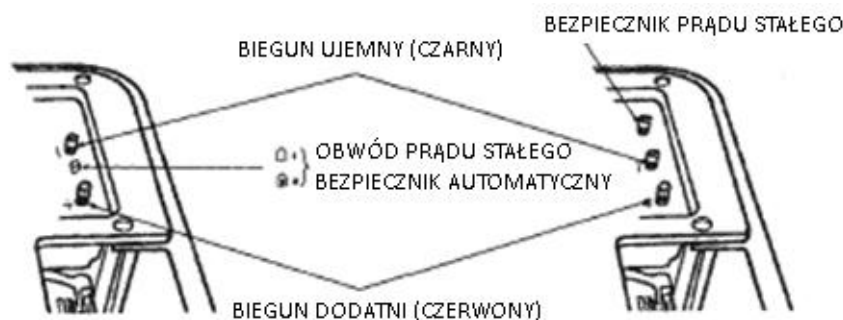 BEZPIECZNIK PRĄDU STAŁEGO
BIEGUN UJEMNY (CZARNY)
OBWÓD PRĄDU STAŁEGO
BEZPIECZNIK AUTOMATYCZNY
BIEGUN DODATNI (CZERWONY)